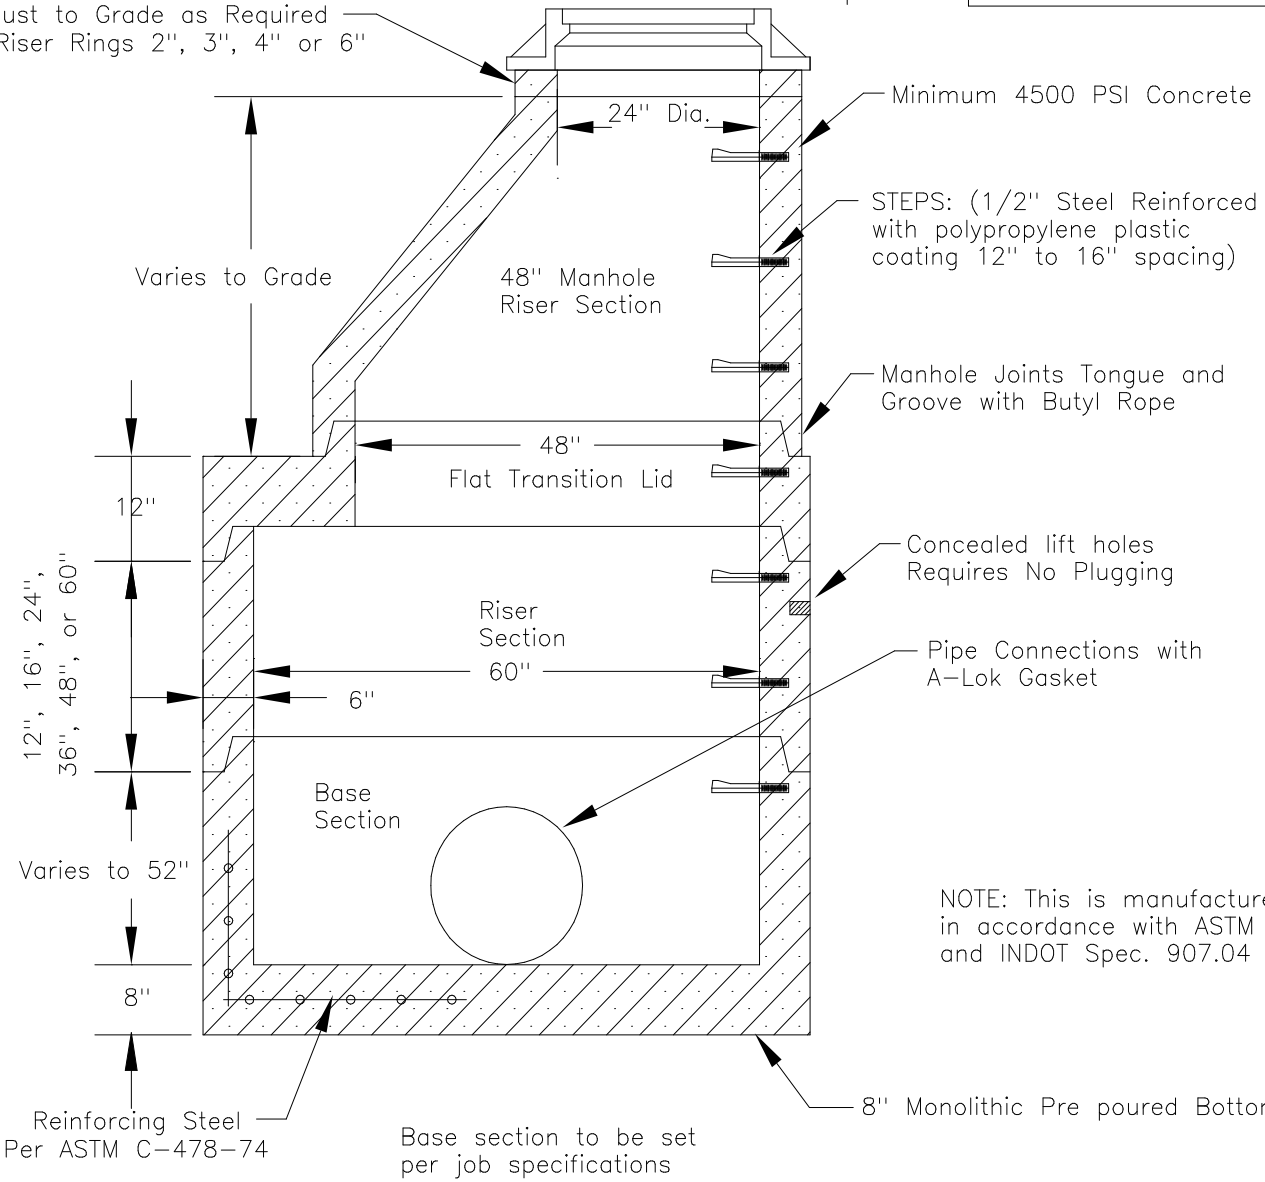 ust to Grade as Required
Riser Rings 2", 3", 4" or 6"
24" Dia.
Minimum 4500 PSI Concrete
STEPS: (1/2" Steel Reinforced
with polypropylene plastic
coating 12" to 16" spacing)
Varies to Grade
48" Manhole
Riser Section
Manhole Joints Tongue and
Groove with Butyl Rope
48"
Flat Transition Lid
12"
Concealed lift holes
Requires No Plugging
12", 16", 24",
36", 48", or 60"
Riser
Section
60"
6"
Pipe Connections with
A-Lok Gasket
Base
Section
Varies to 52"
NOTE: This is manufacture
in accordance with ASTM
and INDOT Spec. 907.04
8"
8" Monolithic Pre poured Bottom
Reinforcing Steel
Per ASTM C-478-74
Base section to be set
per job specifications